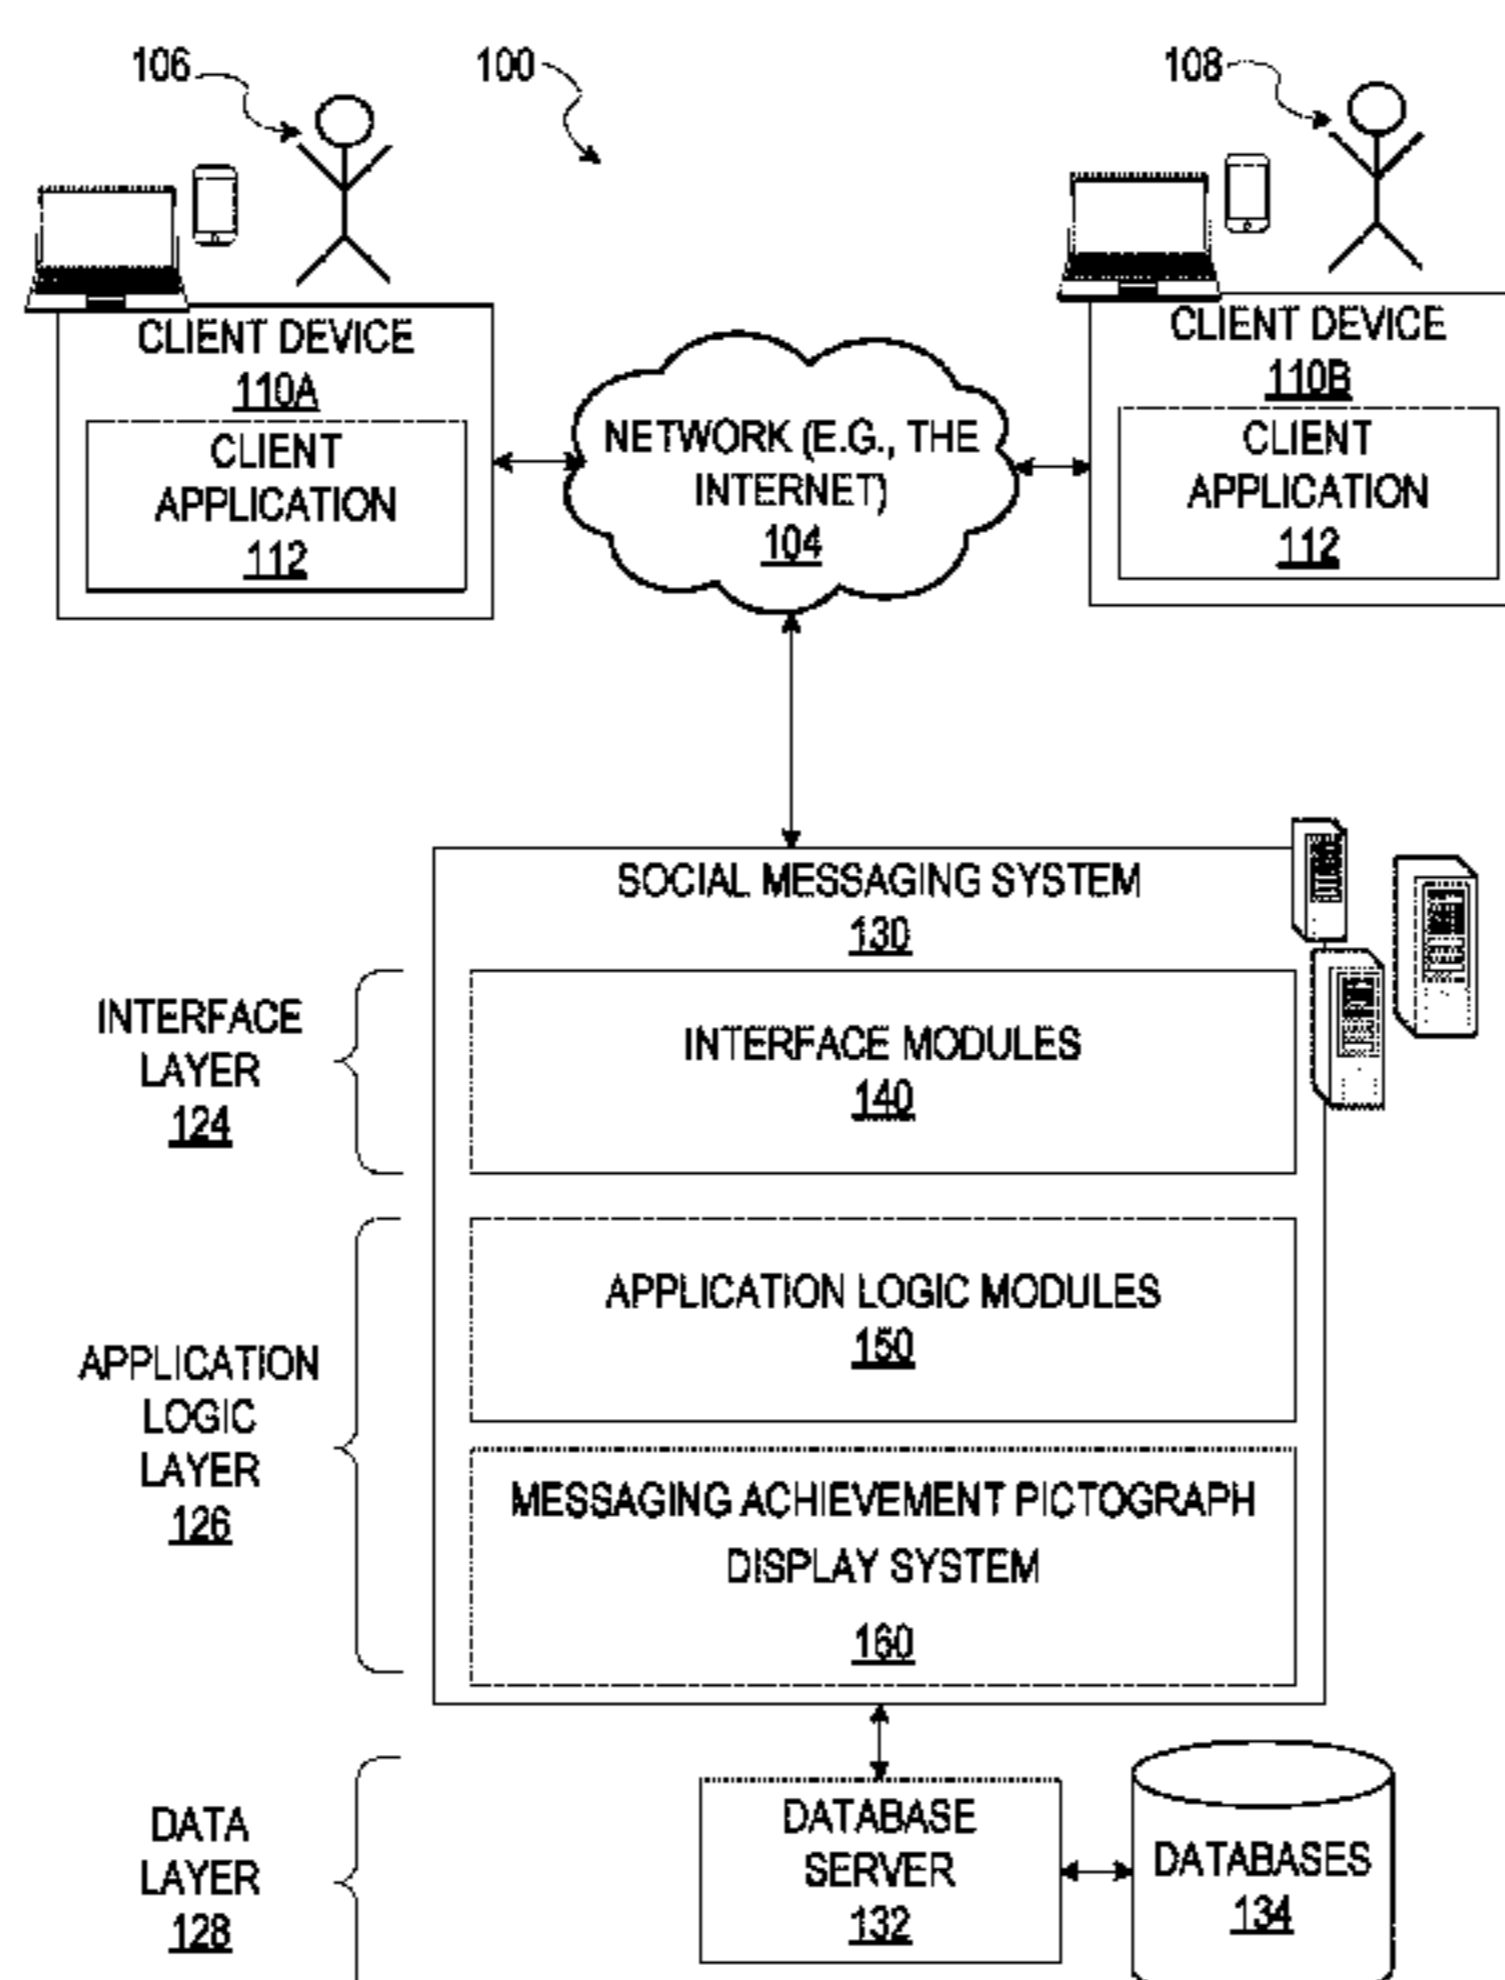 106
100
108
CLIENT DEVICE
110A
CLIENT
APPLICATION
112
NETWORK (E.G., THE
INTERNET)
104
CLIENT DEVICE
110B
CLIENT
APPLICATION
112
SOCIAL MESSAGING SYSTEM
130
INTERFACE
LAYER
124
INTERFACE MODULES
140
APPLICATION
LOGIC
LAYER
126
APPLICATION LOGIC MODULES
150
MESSAGING ACHIEVEMENT PICTOGRAPH
DISPLAY SYSTEM
160
DATA
LAYER
128
DATABASE
SERVER
132
DATABASES
134